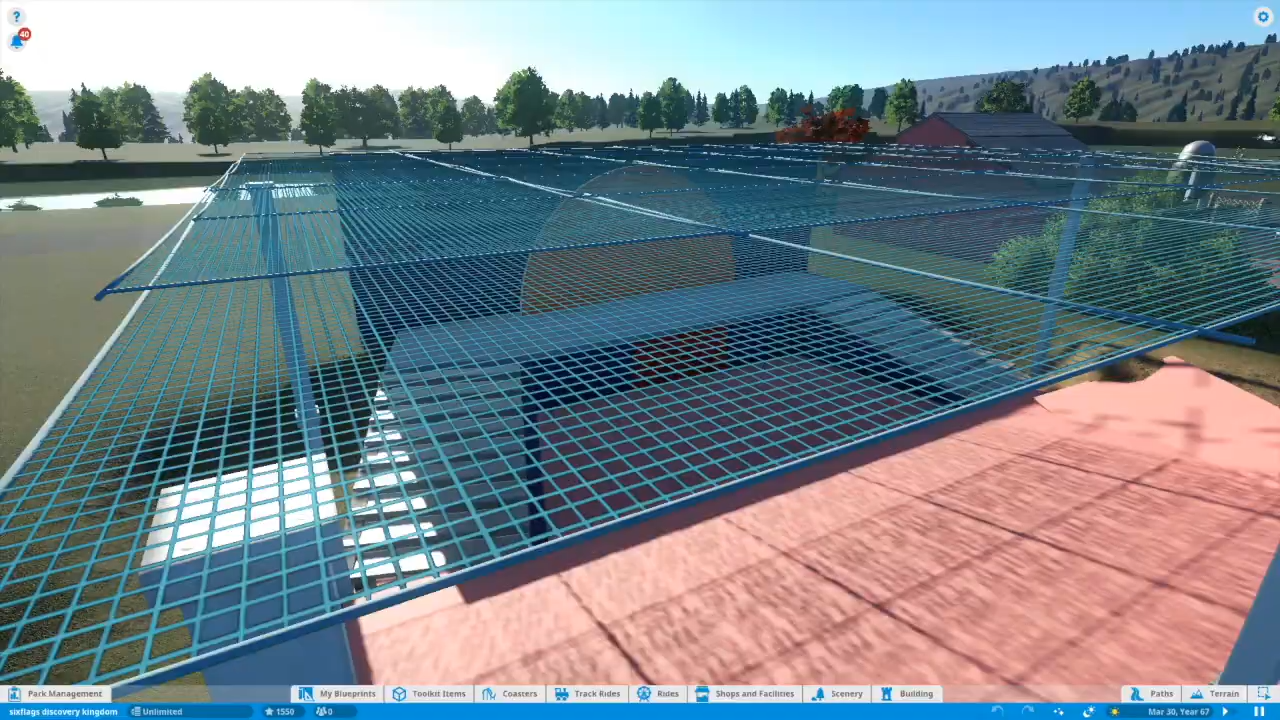 ?
40
Park Management
My Blueprints
Toolkit Items
Coasters
Track Rides
Rides
Shops and Facilities
Scenery
Building
Paths
Terrain
sixflags discovery kingdom
Unlimited
1550
0
Mar 30, Year 67